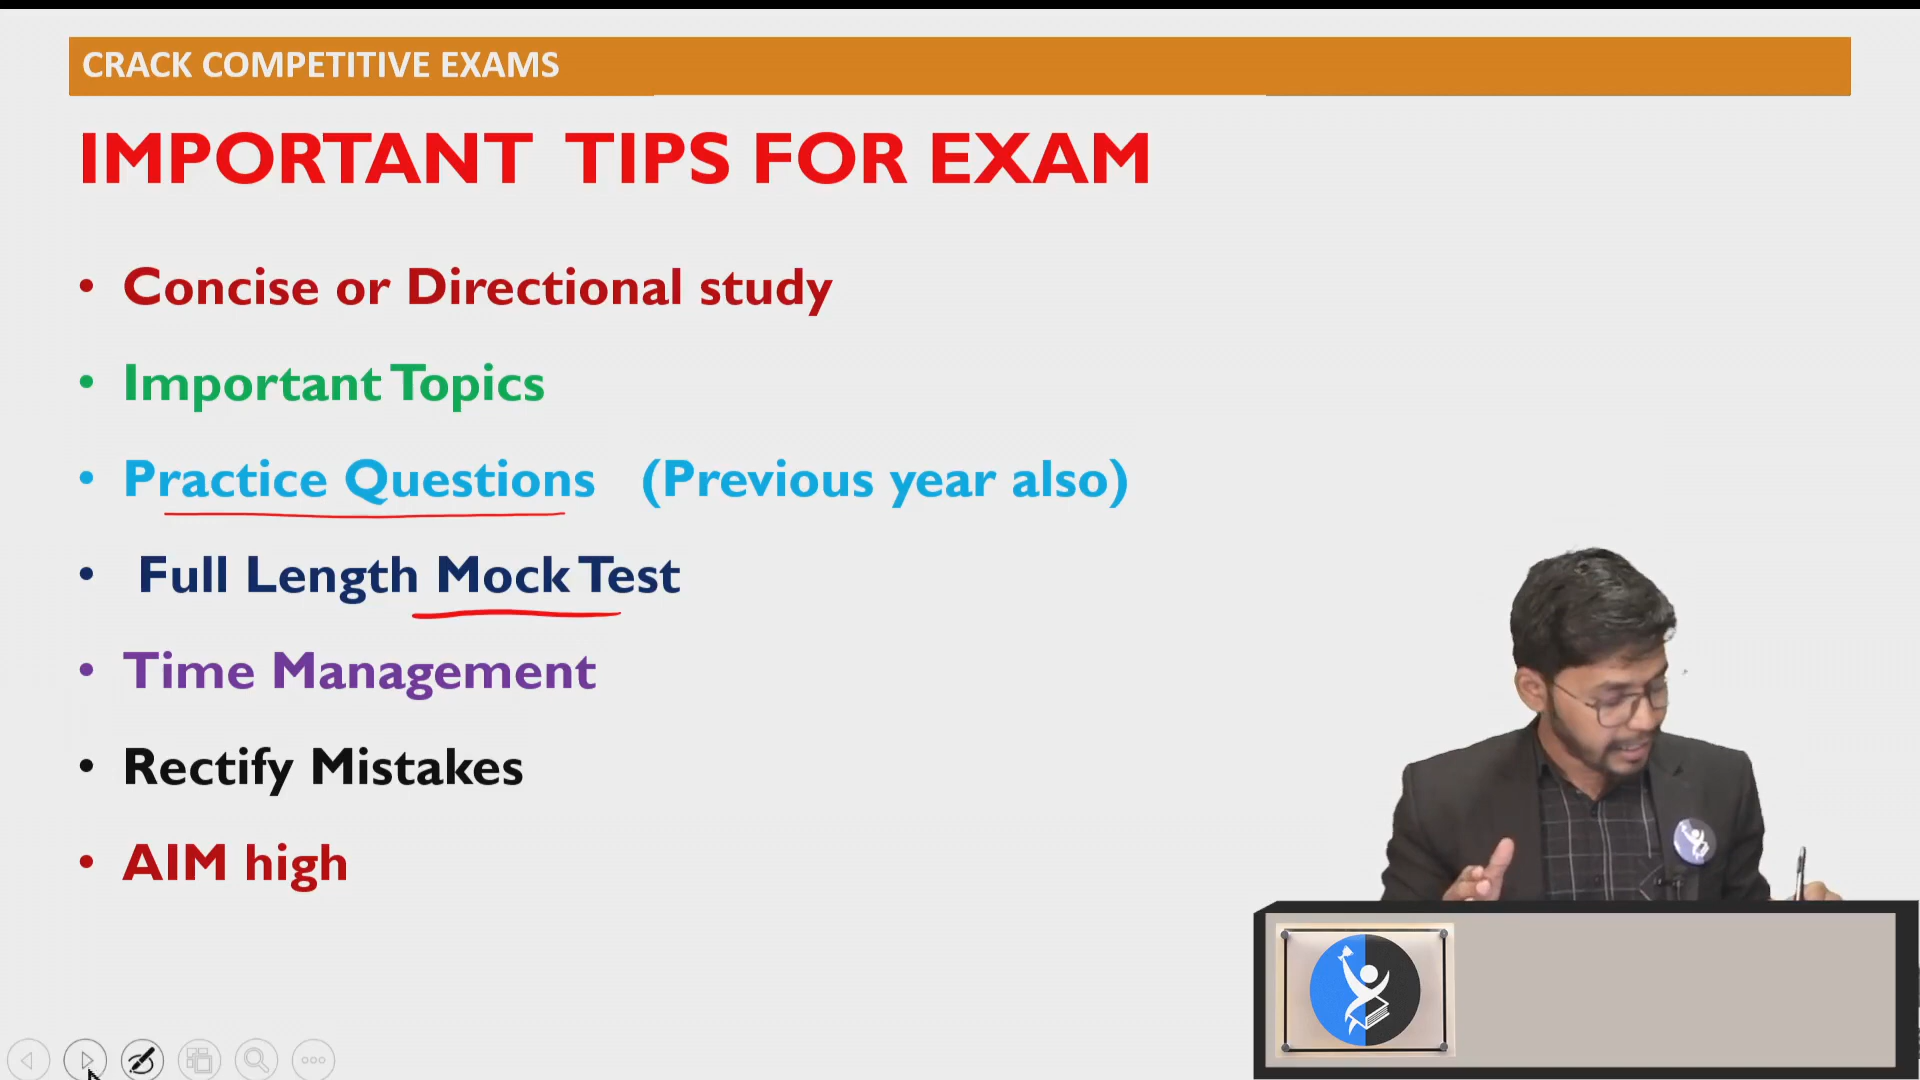 CRACK COMPETITIVE EXAMS
IMPORTANT TIPS FOR EXAM
• Concise or Directional study
• Important Topics
• Practice Questions (Previous year also)
• Full Length Mock Test
• Time Management
• Rectify Mistakes
• AIM high